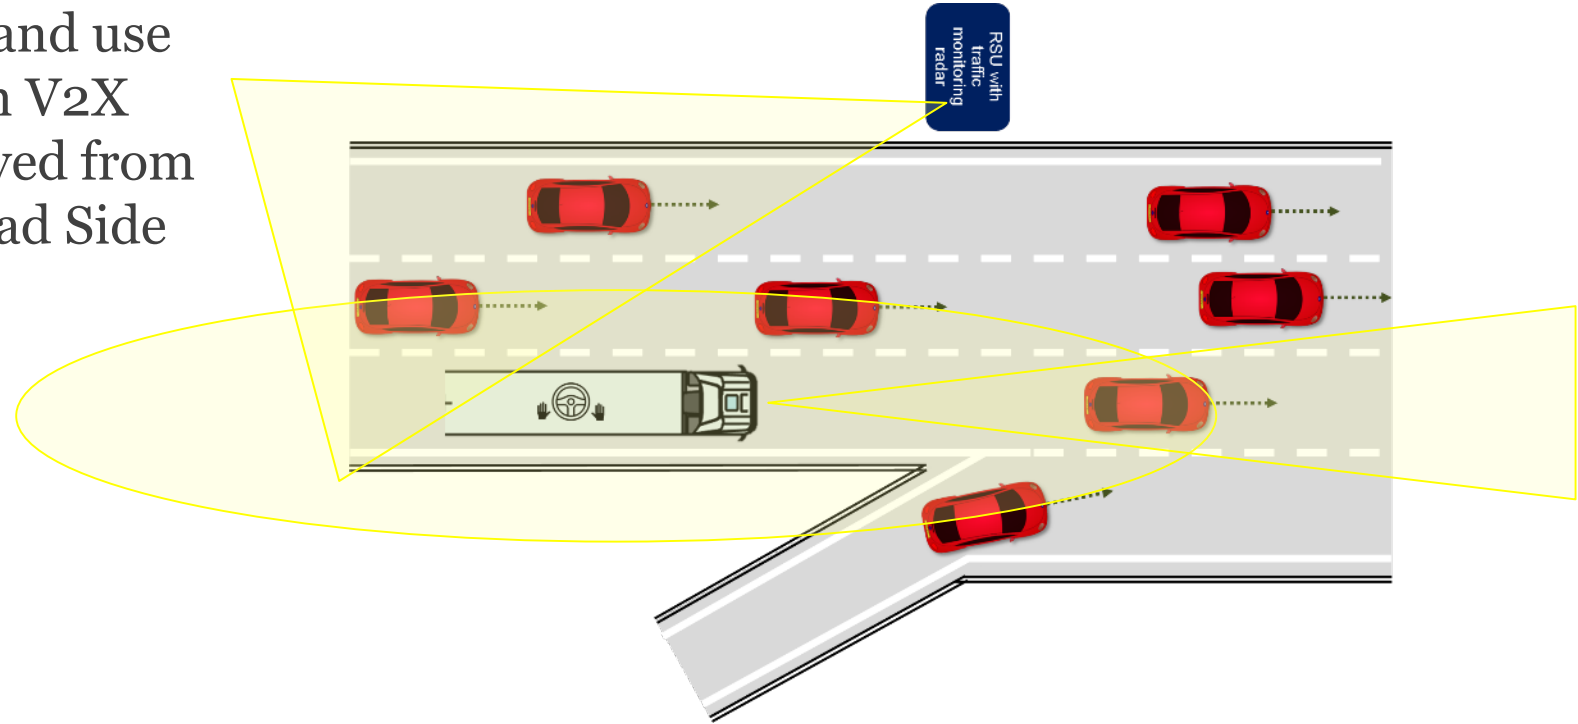 and use
n V2X
ved from
ad Side
RSU with
traffic
monitoring
radar